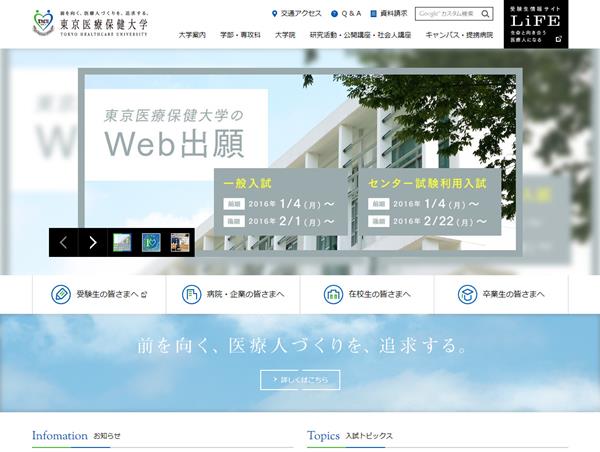 前を向く、医療人づくりを、追求する。
東京医療保健大学
TOKYO HEALTHCARE UNIVERSITY
交通アクセス
Q & A
資料請求
Google カスタム検索
受験生情報サイト
LiFE
生命と向き合う
医療人になる
大学案内
学部・専攻科
大学院
研究活動・公開講座・社会人講座
キャンパス・提携病院
東京医療保健大学の
Web出願
一般入試
前期 2016年 1/4（月）～
後期 2016年 2/1（月）～
センター試験利用入試
前期 2016年 1/4（月）～
後期 2016年 2/22（月）～
受験生の皆さまへ
病院・企業の皆さまへ
在校生の皆さまへ
卒業生の皆さまへ
前を向く、医療人づくりを、追求する。
詳しくはこちら
Infomation お知らせ
Topics 入試トピックス